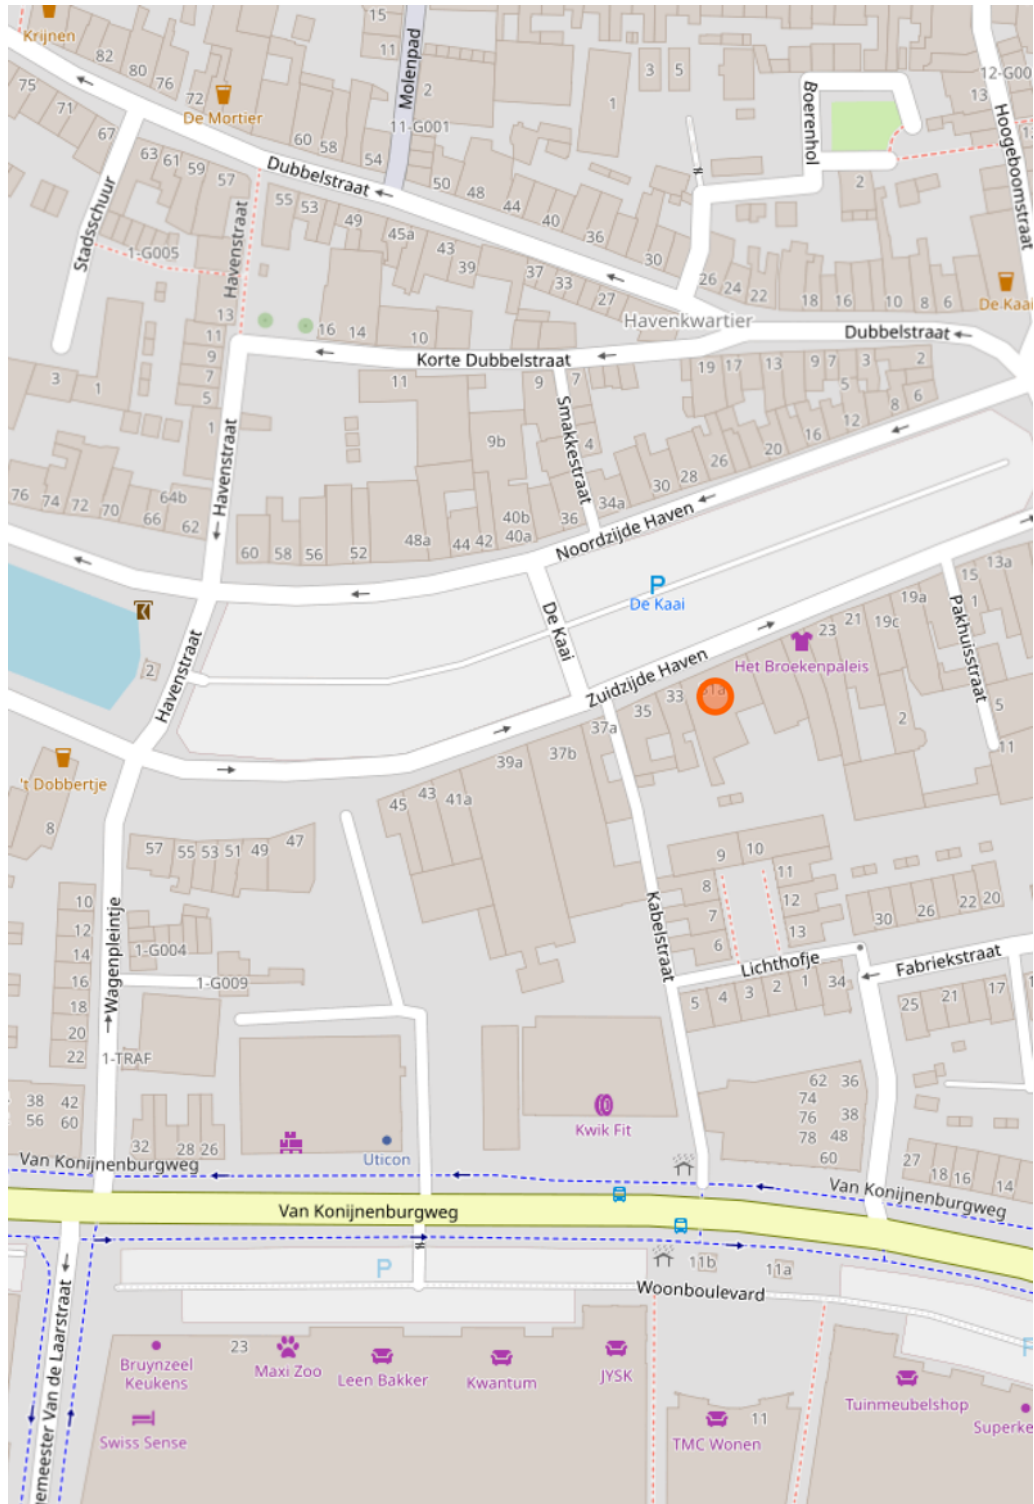 Krijnen
15
82
80
76
75
71
72
67
De Mortier
11
Molenpad
2
11-G001
3
5
1
Boerenhol
12-G00
13
Hoogeboomstraat
60
58
54
63
61
59
57
Dubbelstraat
50
48
44
40
36
30
2
Stadsschuur
1-G005
Havenstraat
55
53
49
45a
43
39
37
33
27
26
24
22
18
16
10
8
6
De Kaai
Havenkwartier
Dubbelstraat
13
11
9
7
5
1
16
14
10
Korte Dubbelstraat
3
1
11
9
7
Smakkestraat
4
9b
19
17
13
9
7
5
3
2
6
8
12
16
20
26
28
30
34a
36
Havenstraat
76
74
72
70
66
64b
62
60
58
56
52
48a
44
42
40b
40a
Noordzijde Haven
P
De Kaai
De Kaai
13a
15
1
19a
19c
21
23
Pakhuisstraat
Het Broekenpaleis
Zuidzijde Haven
2
Havenstraat
33
35
37a
37b
39a
2
5
11
't Dobbertje
8
45
43
41a
57
55
53
51
49
47
9
10
8
7
6
11
12
13
30
26
22
20
Kabelstraat
10
12
14
16
18
20
22
Wagenpleintje
1-G004
1-G009
1-TRAF
Lichthofje
Fabriekstraat
5
4
3
2
1
34
25
21
17
38
56
42
60
32
28
26
Uticon
Kwik Fit
62
36
74
76
38
78
48
60
27
18
16
14
Van Konijnenburgweg
Van Konijnenburgweg
Van Konijnenburgweg
P
11b
11a
Woonboulevard
23
Bruynzeel
Keukens
Maxi Zoo
Leen Bakker
Kwantum
JYSK
Swiss Sense
TMC Wonen
11
Tuinmeubelshop
Superke
emeester Van de Laarstraat